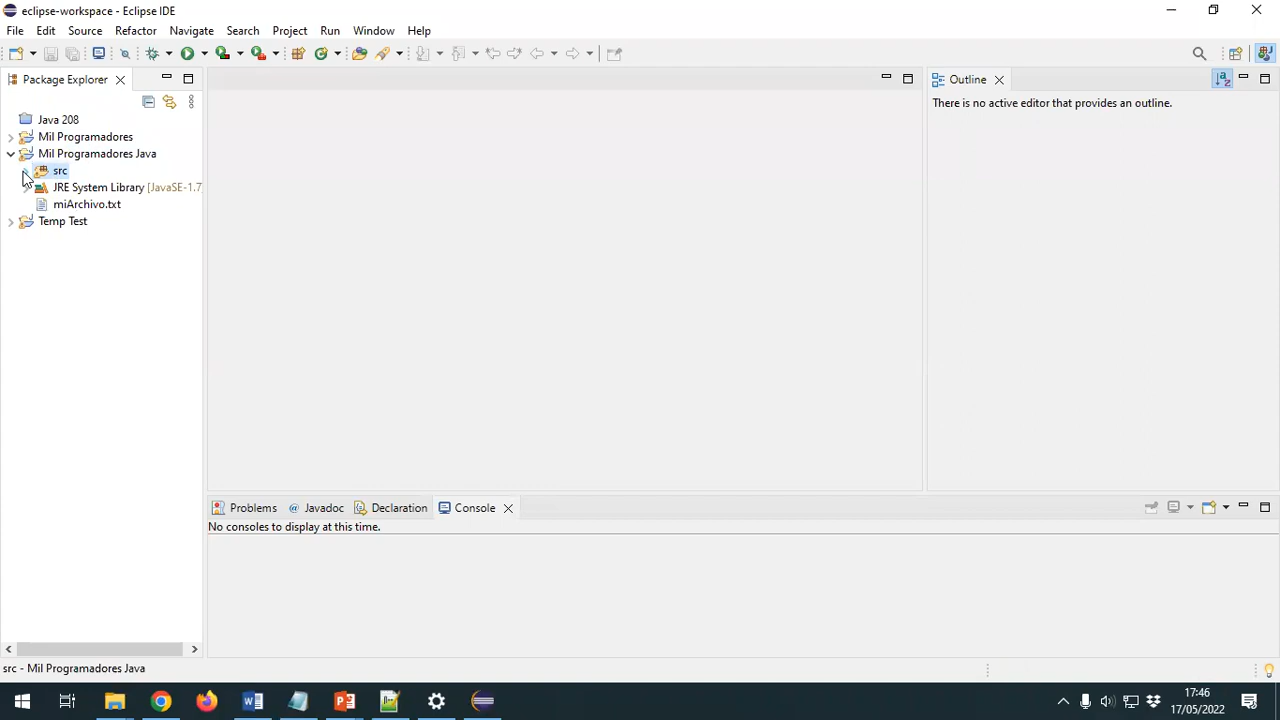 eclipse-workspace - Eclipse IDE
File Edit Source Refactor Navigate Search Project Run Window Help
Package Explorer
Outline
There is no active editor that provides an outline.
Java 208
Mil Programadores
Mil Programadores Java
src
JRE System Library [JavaSE-1.7
miArchivo.txt
Temp Test
Problems @ Javadoc Declaration Console
No consoles to display at this time.
src - Mil Programadores Java
17:46
17/05/2022